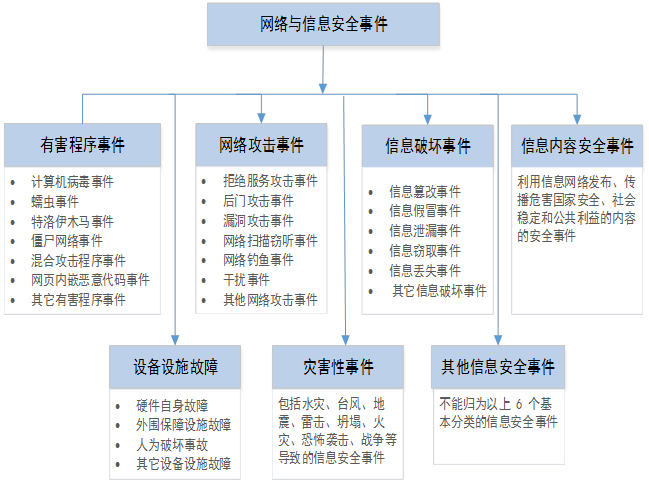 网络与信息安全事件
有害程序事件
• 计算机病毒事件
• 蠕虫事件
• 特洛伊木马事件
• 僵尸网络事件
• 混合攻击程序事件
• 网页内嵌恶意代码事件
• 其它有害程序事件
网络攻击事件
• 拒绝服务攻击事件
• 后门攻击事件
• 漏洞攻击事件
• 网络扫描窃听事件
• 网络钓鱼事件
• 干扰事件
• 其他网络攻击事件
信息破坏事件
• 信息篡改事件
• 信息假冒事件
• 信息泄漏事件
• 信息窃取事件
• 信息丢失事件
• 其它信息破坏事件
信息内容安全事件
利用信息网络发布、传
播危害国家安全、社会
稳定和公共利益的内容
的安全事件
设备设施故障
• 硬件自身故障
• 外围保障设施故障
• 人为破坏事故
• 其它设备设施故障
灾害性事件
包括水灾、台风、地
震、雷击、坍塌、火
灾、恐怖袭击、战争等
导致的信息安全事件
其他信息安全事件
不能归为以上 6 个基
本分类的信息安全事件